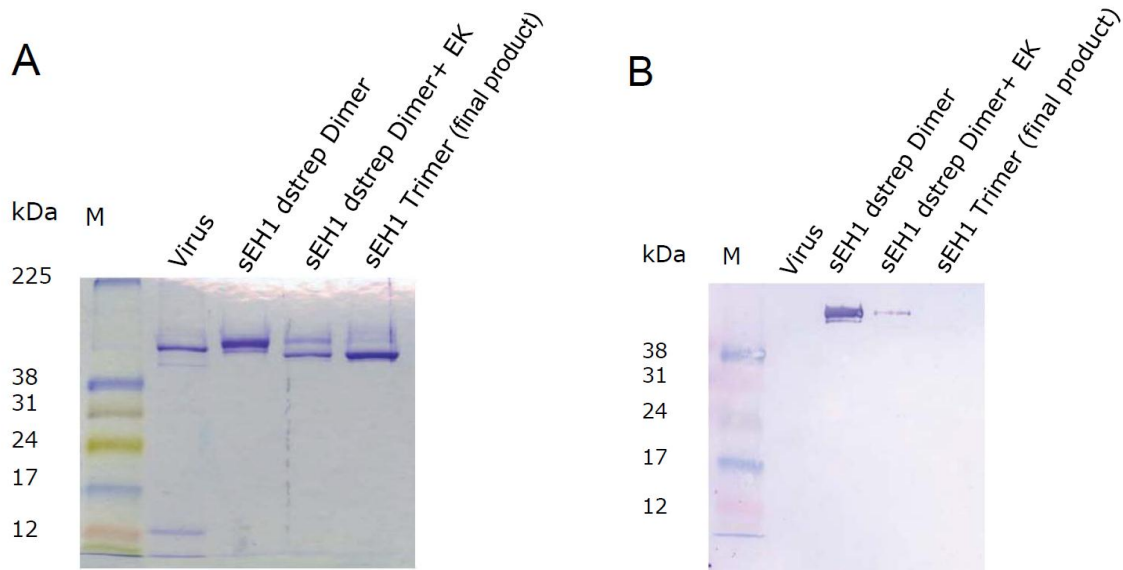 A
kDa
M
Virus
sEH1 dstrep Dimer
sEH1 dstrep Dimer+ EK
sEH1 Trimer (final product)
225
38
31
24
17
12
B
kDa
M
Virus
sEH1 dstrep Dimer
sEH1 dstrep Dimer+ EK
sEH1 Trimer (final product)
38
31
24
17
12